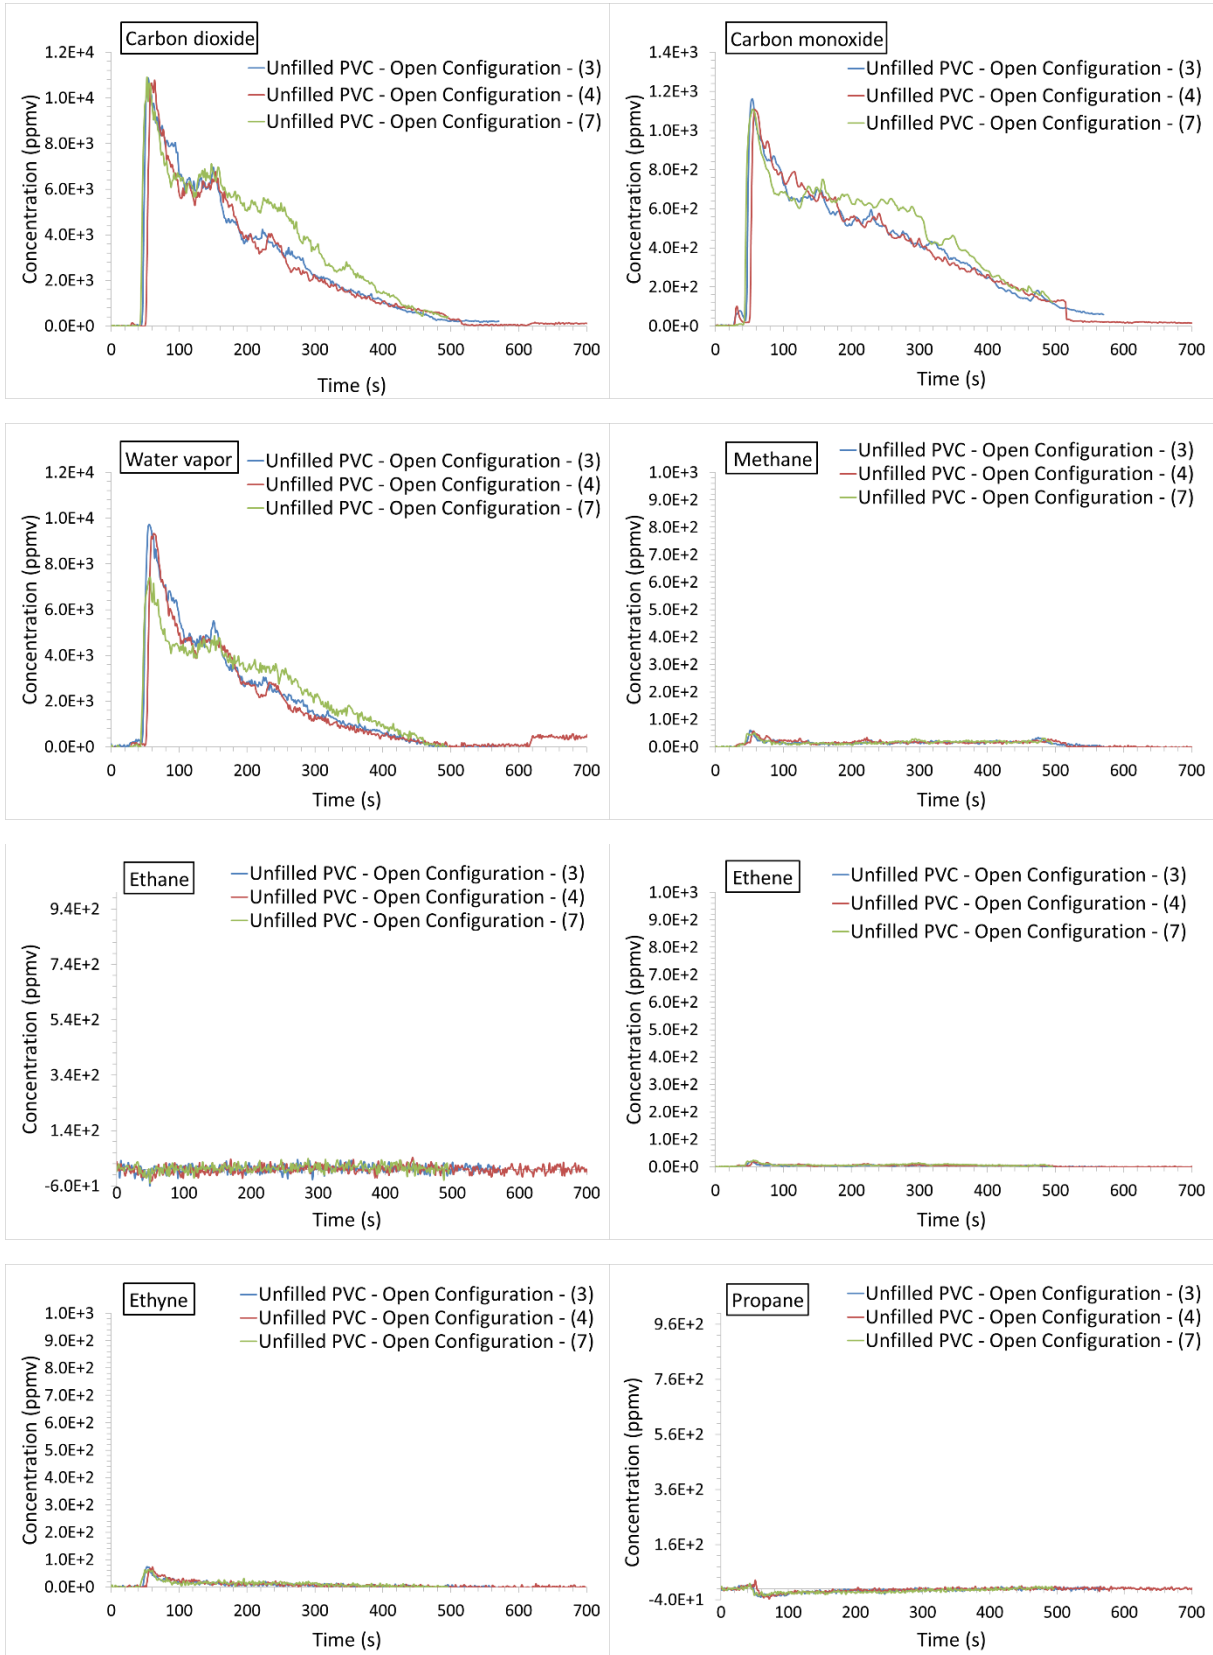 Carbon dioxide
1.2E+4
1.0E+4
8.0E+3
6.0E+3
4.0E+3
2.0E+3
0.0E+0
Concentration (ppmv)
Unfilled PVC - Open Configuration - (3)
Unfilled PVC - Open Configuration - (4)
Unfilled PVC - Open Configuration - (7)
0 100 200 300 400 500 600 700
Time (s)
Carbon monoxide
1.4E+3
1.2E+3
1.0E+3
8.0E+2
6.0E+2
4.0E+2
2.0E+2
0.0E+0
Concentration (ppmv)
Unfilled PVC - Open Configuration - (3)
Unfilled PVC - Open Configuration - (4)
Unfilled PVC - Open Configuration - (7)
0 100 200 300 400 500 600 700
Time (s)
Water vapor
1.2E+4
1.0E+4
8.0E+3
6.0E+3
4.0E+3
2.0E+3
0.0E+0
Concentration (ppmv)
Unfilled PVC - Open Configuration - (3)
Unfilled PVC - Open Configuration - (4)
Unfilled PVC - Open Configuration - (7)
0 100 200 300 400 500 600 700
Time (s)
Methane
1.0E+3
9.0E+2
8.0E+2
7.0E+2
6.0E+2
5.0E+2
4.0E+2
3.0E+2
2.0E+2
1.0E+2
0.0E+0
Concentration (ppmv)
Unfilled PVC - Open Configuration - (3)
Unfilled PVC - Open Configuration - (4)
Unfilled PVC - Open Configuration - (7)
0 100 200 300 400 500 600 700
Time (s)
Ethane
9.4E+2
7.4E+2
5.4E+2
3.4E+2
1.4E+2
-6.0E+1
Concentration (ppmv)
Unfilled PVC - Open Configuration - (3)
Unfilled PVC - Open Configuration - (4)
Unfilled PVC - Open Configuration - (7)
0 100 200 300 400 500 600 700
Time (s)
Ethene
1.0E+3
9.0E+2
8.0E+2
7.0E+2
6.0E+2
5.0E+2
4.0E+2
3.0E+2
2.0E+2
1.0E+2
0.0E+0
Concentration (ppmv)
Unfilled PVC - Open Configuration - (3)
Unfilled PVC - Open Configuration - (4)
Unfilled PVC - Open Configuration - (7)
0 100 200 300 400 500 600 700
Time (s)
Ethyne
1.0E+3
9.0E+2
8.0E+2
7.0E+2
6.0E+2
5.0E+2
4.0E+2
3.0E+2
2.0E+2
1.0E+2
0.0E+0
Concentration (ppmv)
Unfilled PVC - Open Configuration - (3)
Unfilled PVC - Open Configuration - (4)
Unfilled PVC - Open Configuration - (7)
0 100 200 300 400 500 600 700
Time (s)
Propane
9.6E+2
7.6E+2
5.6E+2
3.6E+2
1.6E+2
-4.0E+1
Concentration (ppmv)
Unfilled PVC - Open Configuration - (3)
Unfilled PVC - Open Configuration - (4)
Unfilled PVC - Open Configuration - (7)
0 100 200 300 400 500 600 700
Time (s)